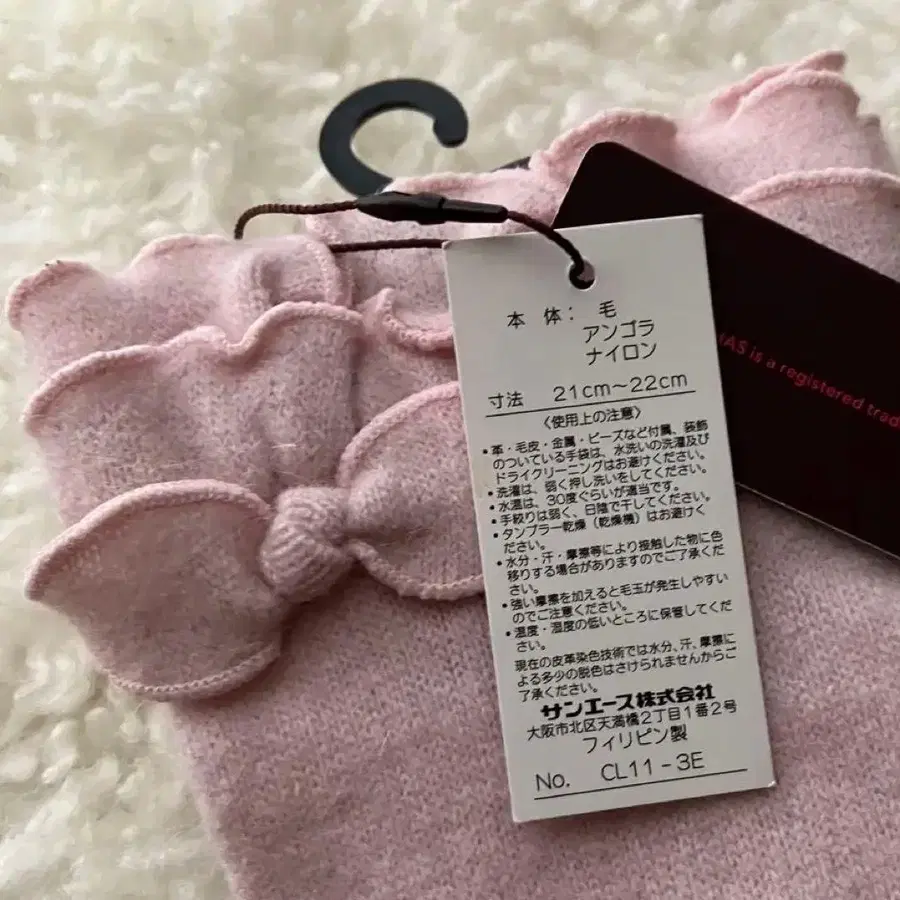 本 体： 毛
アンゴラ
ナイロン
寸法 21cm～22cm
〈使用上の注意〉
•革・毛皮・金属・ビーズなど付属、装飾
のついている手袋は、水洗いの洗濯及び
ドライクリーニングはお避けください。
•洗濯は、弱く押し洗いをしてください。
•水温は、30度ぐらいが適当です。
•手絞りは弱く、日陰で干してください。
•タンブラー乾燥（乾燥機）はお避けく
ださい。
•水分・汗・摩擦等により接触した物に色
移りする場合がありますのでご了承くだ
さい。
•強い摩擦を加えると毛玉が発生しやすい
のでご注意ください。
•温度・湿度の低いところに保管してくだ
さい。
現在の皮革染色技術では水分、汗、摩擦に
よる多少の脱色はさけられませんからご
了承ください。
サンエース株式会社
大阪市北区天満橋2丁目1番2号
フィリピン製
No. CL11-3E
is a registered